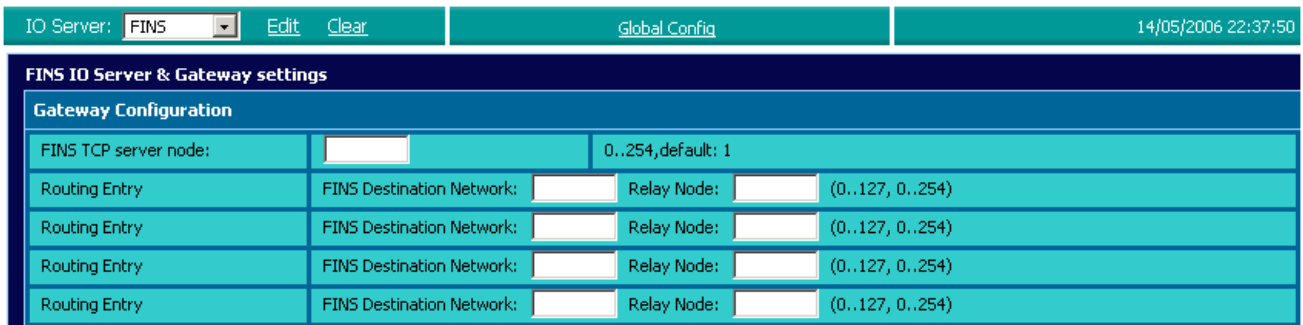 IO Server: FINS Edit Clear Global Config 14/05/2006 22:37:50
FINS IO Server & Gateway settings
Gateway Configuration
FINS TCP server node: 0..254,default: 1
Routing Entry FINS Destination Network: Relay Node: (0..127, 0..254)
Routing Entry FINS Destination Network: Relay Node: (0..127, 0..254)
Routing Entry FINS Destination Network: Relay Node: (0..127, 0..254)
Routing Entry FINS Destination Network: Relay Node: (0..127, 0..254)